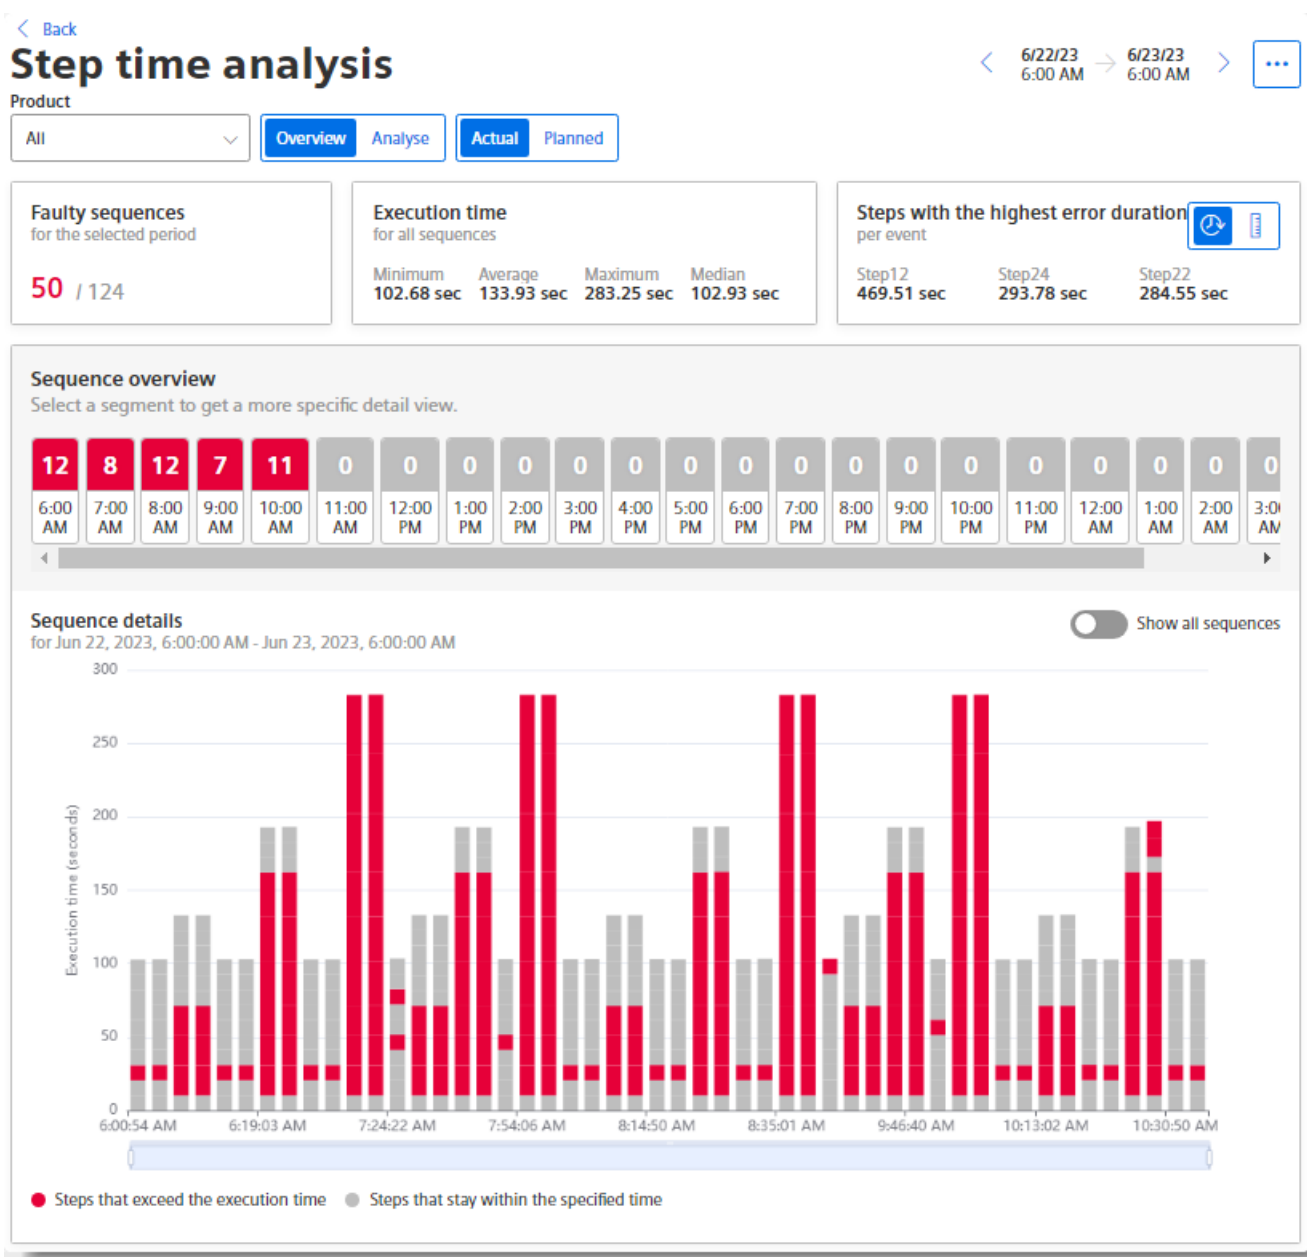 Back
Step time analysis
6/22/23
6:00 AM
6/23/23
6:00 AM
Product
All
Overview Analyse
Actual Planned
Faulty sequences
for the selected period
50 / 124
Execution time
for all sequences
Minimum Average Maximum Median
102.68 sec 133.93 sec 283.25 sec 102.93 sec
Steps with the highest error duration
per event
Step12 Step24 Step22
469.51 sec 293.78 sec 284.55 sec
Sequence overview
Select a segment to get a more specific detail view.
12 8 12 7 11 0 0 0 0 0 0 0 0 0 0 0 0 0 0 0 0 0
6:00 7:00 8:00 9:00 10:00 11:00 12:00 1:00 2:00 3:00 4:00 5:00 6:00 7:00 8:00 9:00 10:00 11:00 12:00 1:00 2:00
AM AM AM AM AM AM PM PM PM PM PM PM PM PM PM PM PM PM AM AM AM AM
Sequence details
for Jun 22, 2023, 6:00:00 AM - Jun 23, 2023, 6:00:00 AM
Show all sequences
Execution time (seconds)
300
250
200
150
100
50
0
6:00:54 AM 6:19:03 AM 7:24:22 AM 7:54:06 AM 8:14:50 AM 8:35:01 AM 9:46:40 AM 10:13:02 AM 10:30:50 AM
Steps that exceed the execution time Steps that stay within the specified time